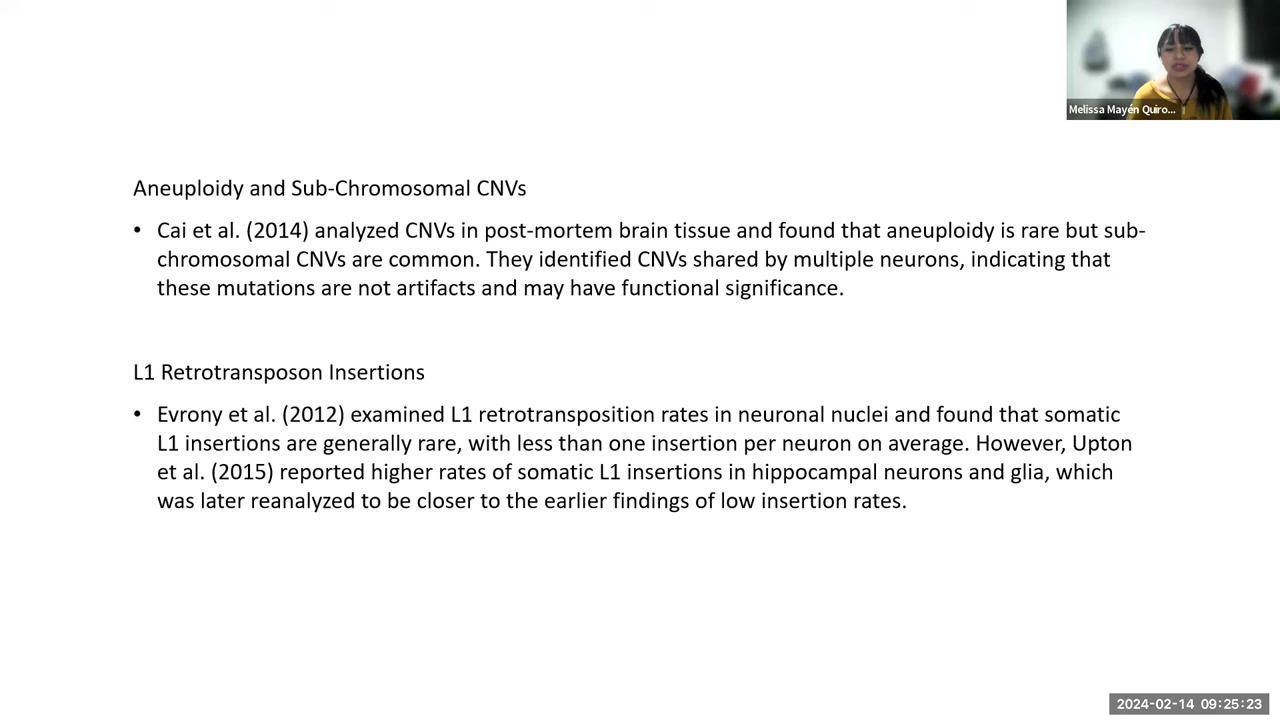 Melissa Mayén Quiro...
Aneuploidy and Sub-Chromosomal CNVs
• Cai et al. (2014) analyzed CNVs in post-mortem brain tissue and found that aneuploidy is rare but sub-
chromosomal CNVs are common. They identified CNVs shared by multiple neurons, indicating that
these mutations are not artifacts and may have functional significance.
L1 Retrotransposon Insertions
• Evrony et al. (2012) examined L1 retrotransposition rates in neuronal nuclei and found that somatic
L1 insertions are generally rare, with less than one insertion per neuron on average. However, Upton
et al. (2015) reported higher rates of somatic L1 insertions in hippocampal neurons and glia, which
was later reanalyzed to be closer to the earlier findings of low insertion rates.
2024-02-14 09:25:23